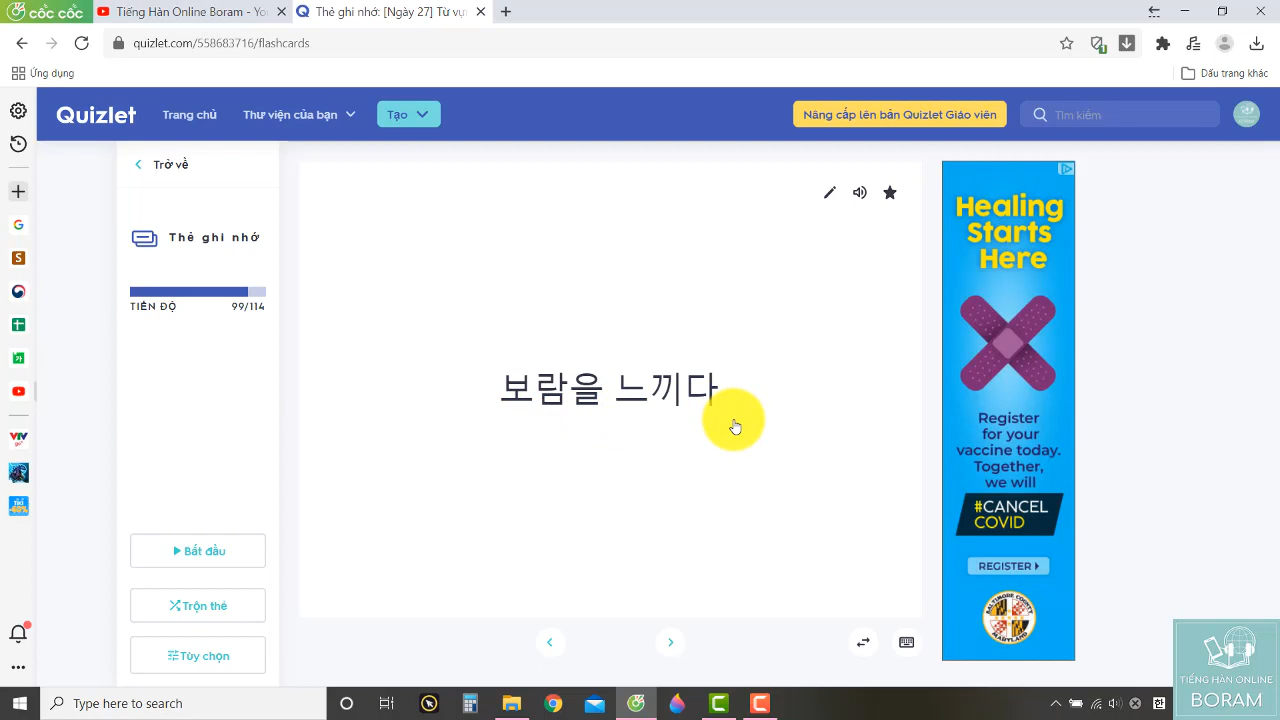 cốc cốc
Tiếng Hàn Online Boram - Yo
Thẻ ghi nhớ: [Ngày 27] Từ vự
quizlet.com/558683716/flashcards
Ứng dụng
Dấu trang khác
Quizlet
Trang chủ
Thư viện của bạn
Tạo
Nâng cấp lên bản Quizlet Giáo viên
Tìm kiếm
Trở về
Thẻ ghi nhớ
TIẾN ĐỘ
99/114
Bắt đầu
Trộn thẻ
Tùy chọn
보람을 느끼다
Healing
Starts
Here
Register
for your
vaccine today.
Together,
we will
#CANCEL
COVID
REGISTER
BALTIMORE COUNTY
MARYLAND
TIẾNG HÀN ONLINE
BORAM
Type here to search